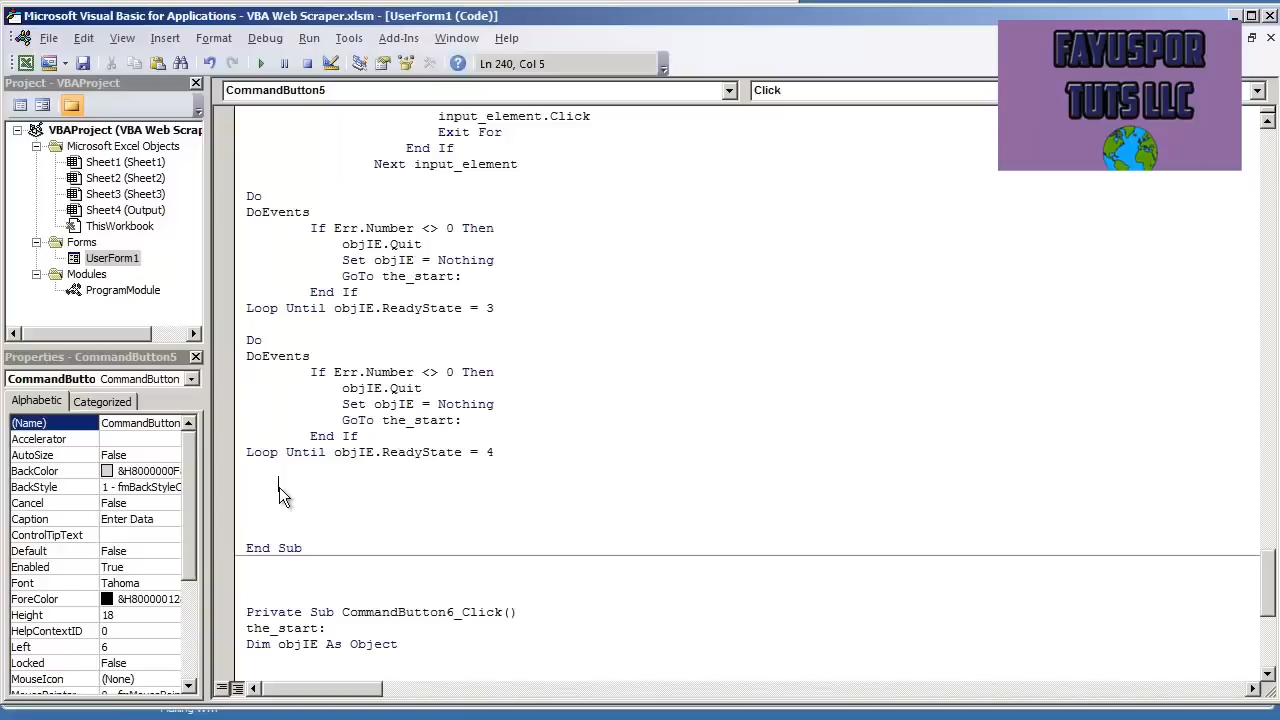 Microsoft Visual Basic for Applications - VBA Web Scraper.xlsm - [UserForm1 (Code)]
File Edit View Insert Format Debug Run Tools Add-Ins Window Help
Ln 240, Col 5
FAYUSPOR
TUTS LLC
Project - VBAProject
VBAProject (VBA Web Scrap
Microsoft Excel Objects
Sheet1 (Sheet1)
Sheet2 (Sheet2)
Sheet3 (Sheet3)
Sheet4 (Output)
ThisWorkbook
Forms
UserForm1
Modules
ProgramModule
Properties - CommandButton5
CommandButto CommandButton
Alphabetic Categorized
(Name) CommandButton
Accelerator
AutoSize False
BackColor &H8000000F
BackStyle 1 - fmBackStyleO
Cancel False
Caption Enter Data
ControlTipText
Default False
Enabled True
Font Tahoma
ForeColor &H80000012
Height 18
HelpContextID 0
Left 6
Locked False
MouseIcon (None)
CommandButton5 Click
input_element.Click
Exit For
End If
Next input_element
Do
DoEvents
If Err.Number <> 0 Then
objIE.Quit
Set objIE = Nothing
GoTo the_start:
End If
Loop Until objIE.ReadyState = 3
Do
DoEvents
If Err.Number <> 0 Then
objIE.Quit
Set objIE = Nothing
GoTo the_start:
End If
Loop Until objIE.ReadyState = 4
End Sub
Private Sub CommandButton6_Click()
the_start:
Dim objIE As Object